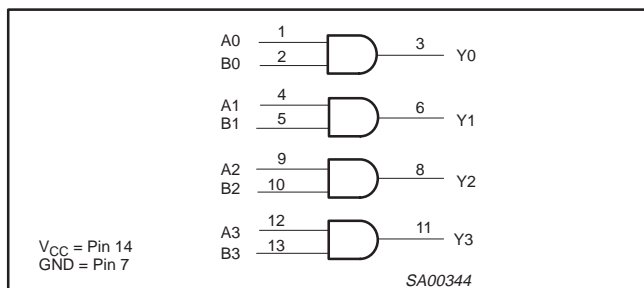 A0 1
B0 2
3 Y0
A1 4
B1 5
6 Y1
A2 9
B2 10
8 Y2
A3 12
B3 13
11 Y3
VCC = Pin 14
GND = Pin 7
SA00344